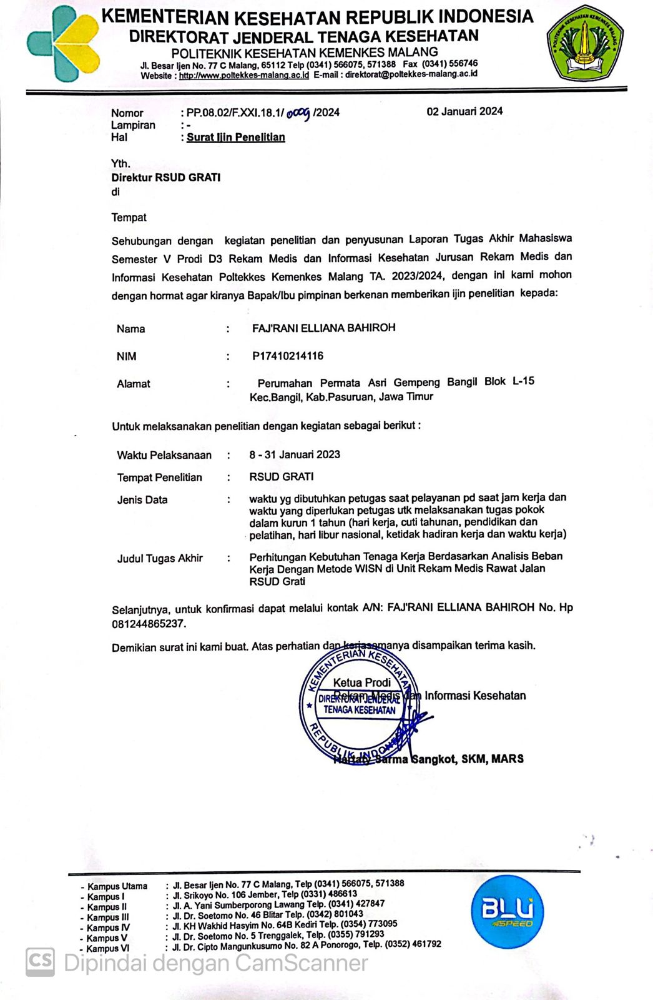 KEMENTERIAN KESEHATAN REPUBLIK INDONESIA
DIREKTORAT JENDERAL TENAGA KESEHATAN
POLITEKNIK KESEHATAN KEMENKES MALANG
Jl. Besar Ijen No. 77 C Malang, 65112 Telp (0341) 566075, 571388 Fax (0341) 556746
Website : http://www.poltekkes-malang.ac.id E-mail : direktorat@poltekkes-malang.ac.id
POLITEKNIK KESEHATAN KEMENKES MALANG
Nomor : PP.08.02/F.XXI.18.1/ 0009 /2024 02 Januari 2024
Lampiran : -
Hal : Surat Ijin Penelitian
Yth.
Direktur RSUD GRATI
di
Tempat
Sehubungan dengan kegiatan penelitian dan penyusunan Laporan Tugas Akhir Mahasiswa
Semester V Prodi D3 Rekam Medis dan Informasi Kesehatan Jurusan Rekam Medis dan
Informasi Kesehatan Poltekkes Kemenkes Malang TA. 2023/2024, dengan ini kami mohon
dengan hormat agar kiranya Bapak/Ibu pimpinan berkenan memberikan ijin penelitian kepada:
Nama : FAJ'RANI ELLIANA BAHIROH
NIM : P17410214116
Alamat : Perumahan Permata Asri Gempeng Bangil Blok L-15
Kec.Bangil, Kab.Pasuruan, Jawa Timur
Untuk melaksanakan penelitian dengan kegiatan sebagai berikut :
Waktu Pelaksanaan : 8 - 31 Januari 2023
Tempat Penelitian : RSUD GRATI
Jenis Data : waktu yg dibutuhkan petugas saat pelayanan pd saat jam kerja dan
waktu yang diperlukan petugas utk melaksanakan tugas pokok
dalam kurun 1 tahun (hari kerja, cuti tahunan, pendidikan dan
pelatihan, hari libur nasional, ketidak hadiran kerja dan waktu kerja)
Judul Tugas Akhir : Perhitungan Kebutuhan Tenaga Kerja Berdasarkan Analisis Beban
Kerja Dengan Metode WISN di Unit Rekam Medis Rawat Jalan
RSUD Grati
Selanjutnya, untuk konfirmasi dapat melalui kontak A/N: FAJ'RANI ELLIANA BAHIROH No. Hp
081244865237.
Demikian surat ini kami buat. Atas perhatian dan kerjasamanya disampaikan terima kasih.
Ketua Prodi
Rekam Medis dan Informasi Kesehatan
KEMENTERIAN KESEHATAN
DIREKTORAT JENDERAL
TENAGA KESEHATAN
REPUBLIK INDONESIA
Hartaty Sarma Sangkot, SKM, MARS
- Kampus Utama : Jl. Besar Ijen No. 77 C Malang, Telp (0341) 566075, 571388
- Kampus I : Jl. Srikoyo No. 106 Jember, Telp (0331) 486613
- Kampus II : Jl. A. Yani Sumberporong Lawang Telp. (0341) 427847
- Kampus III : Jl. Dr. Soetomo No. 46 Blitar Telp. (0342) 801043
- Kampus IV : Jl. KH Wakhid Hasyim No. 64B Kediri Telp. (0354) 773095
- Kampus V : Jl. Dr. Soetomo No. 5 Trenggalek, Telp. (0355) 791293
- Kampus VI : Jl. Dr. Cipto Mangunkusumo No. 82 A Ponorogo, Telp. (0352) 461792
BLU
SPEED
CS Dipindai dengan CamScanner